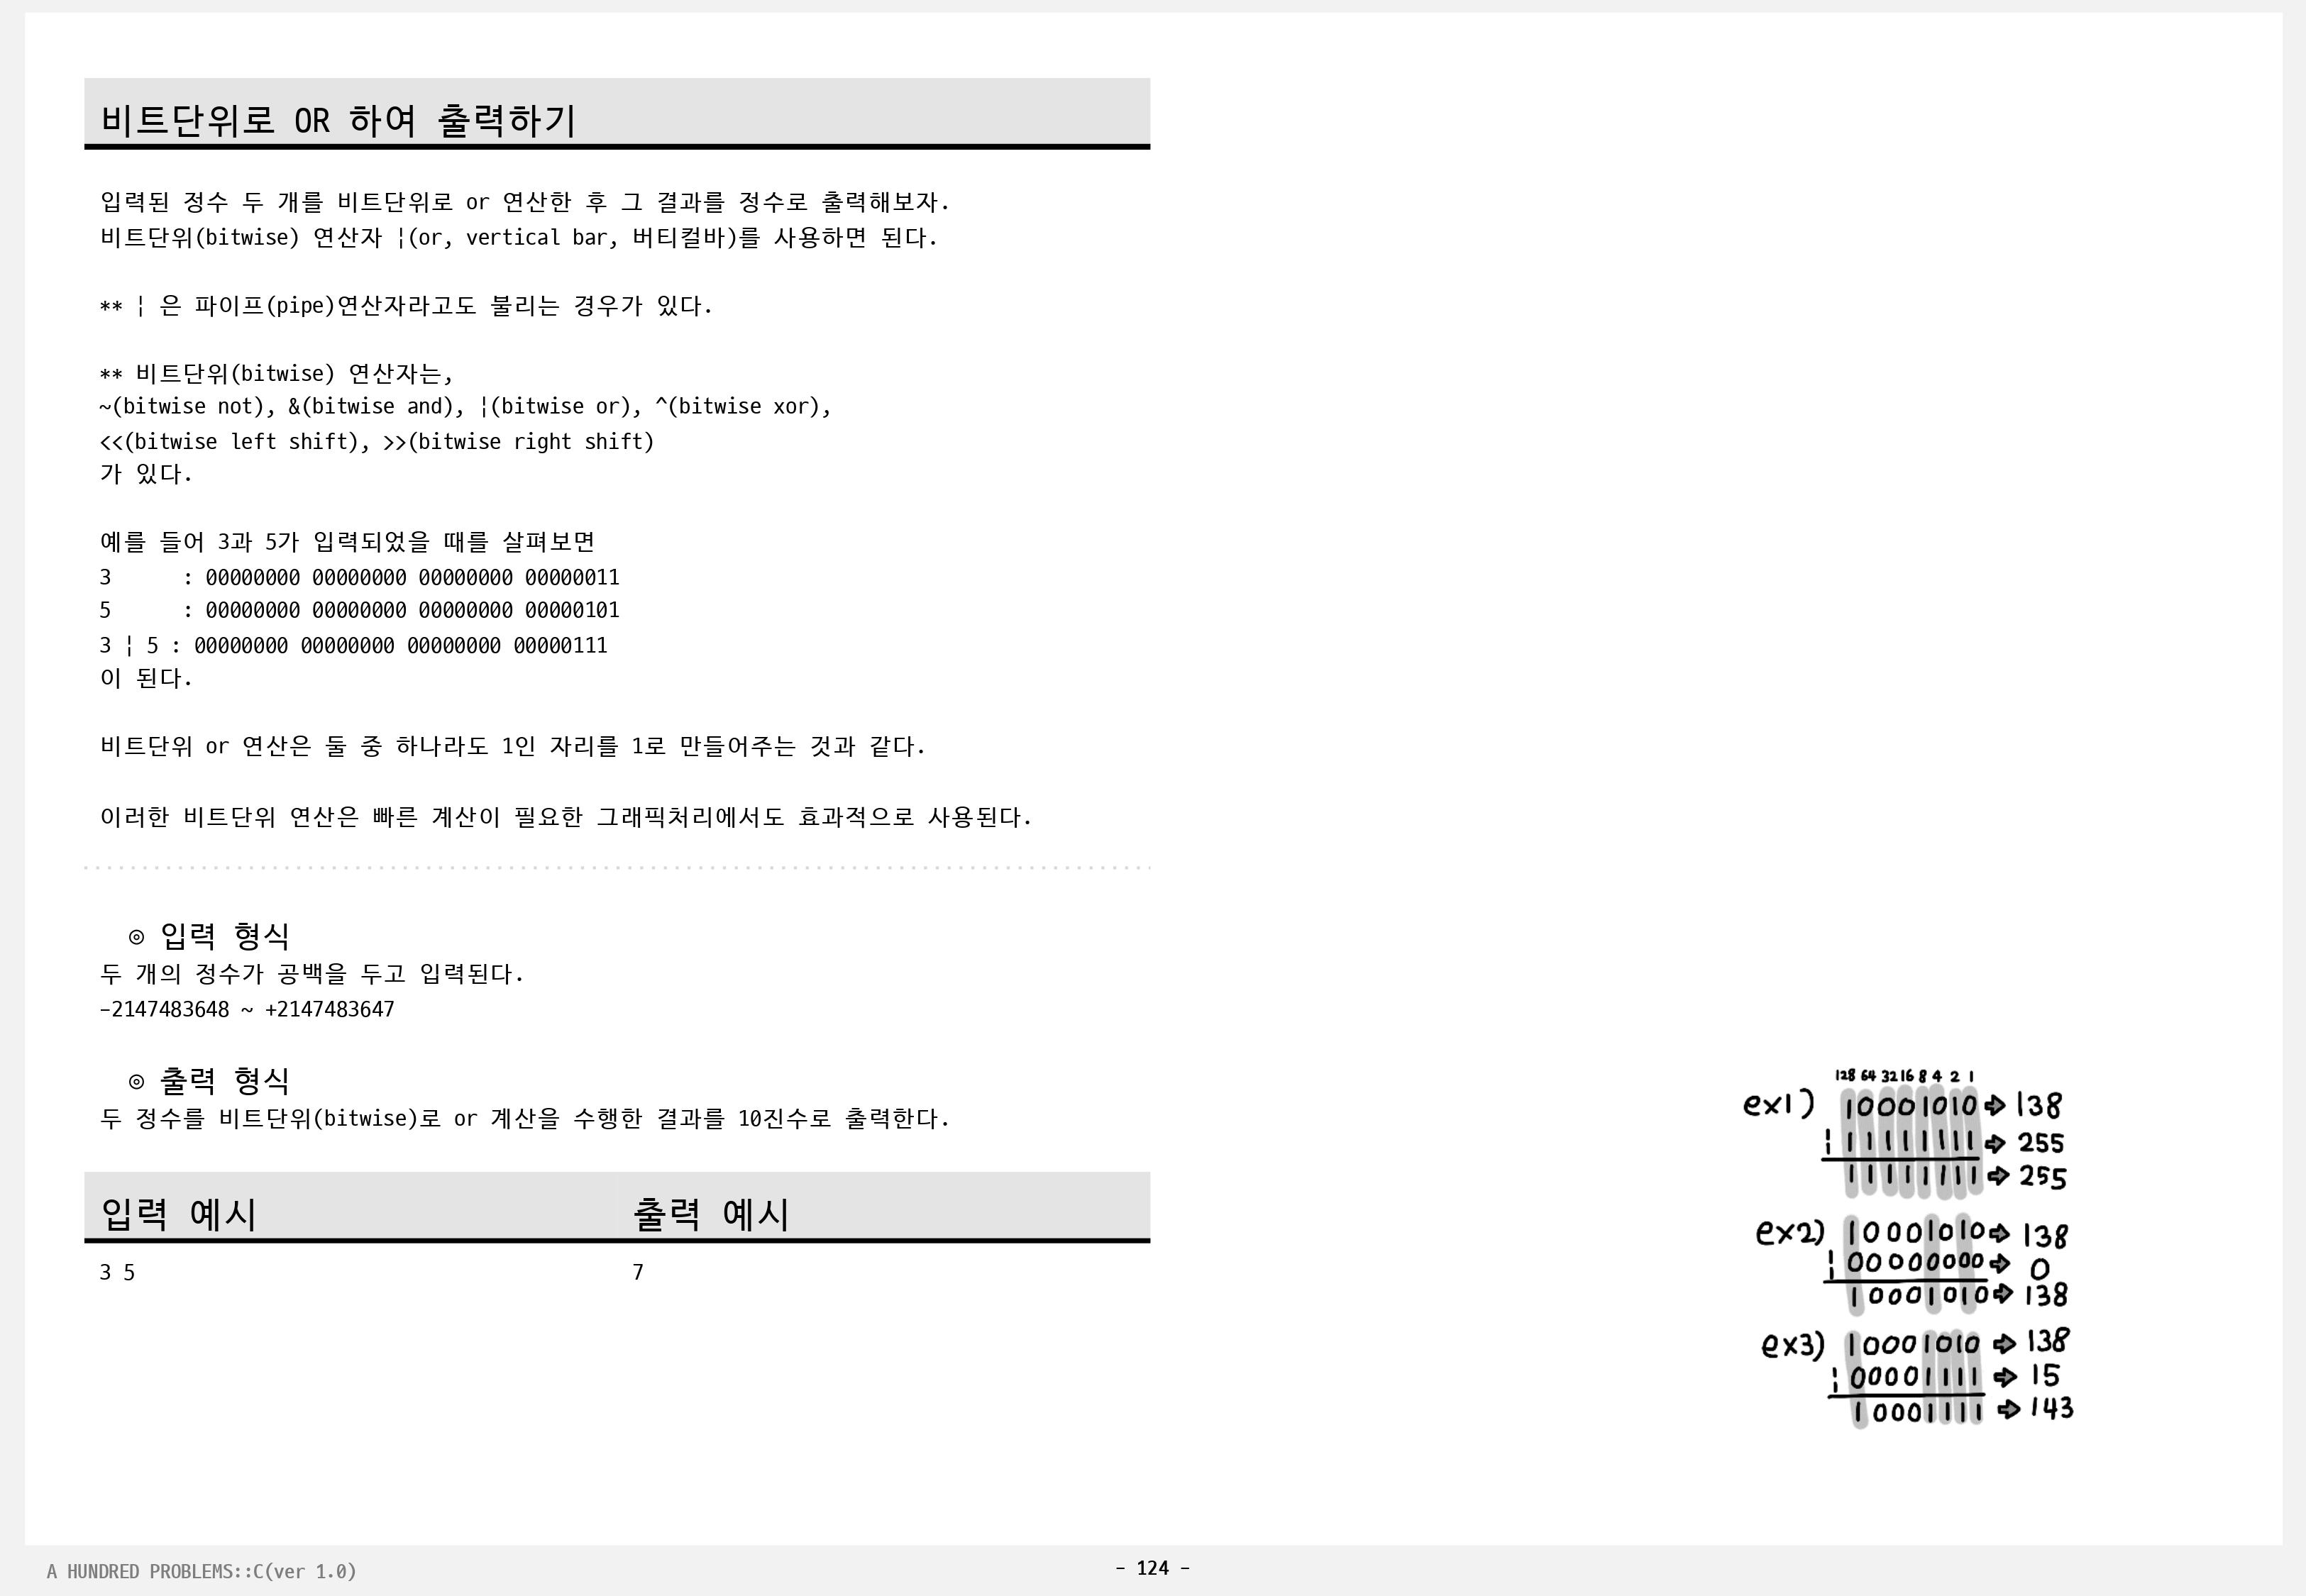 비트단위로 OR 하여 출력하기
입력된 정수 두 개를 비트단위로 or 연산한 후 그 결과를 정수로 출력해보자.
비트단위(bitwise) 연산자 ¦(or, vertical bar, 버티컬바)를 사용하면 된다.
** ¦ 은 파이프(pipe)연산자라고도 불리는 경우가 있다.
** 비트단위(bitwise) 연산자는,
~(bitwise not), &(bitwise and), ¦(bitwise or), ^(bitwise xor),
<<(bitwise left shift), >>(bitwise right shift)
가 있다.
예를 들어 3과 5가 입력되었을 때를 살펴보면
3 : 00000000 00000000 00000000 00000011
5 : 00000000 00000000 00000000 00000101
3 ¦ 5 : 00000000 00000000 00000000 00000111
이 된다.
비트단위 or 연산은 둘 중 하나라도 1인 자리를 1로 만들어주는 것과 같다.
이러한 비트단위 연산은 빠른 계산이 필요한 그래픽처리에서도 효과적으로 사용된다.
◎ 입력 형식
두 개의 정수가 공백을 두고 입력된다.
-2147483648 ~ +2147483647
◎ 출력 형식
두 정수를 비트단위(bitwise)로 or 계산을 수행한 결과를 10진수로 출력한다.
입력 예시 출력 예시
3 5 7
128 64 32 16 8 4 2 1
ex1) 10001010 ➩ 138
¦ 11111111 ➩ 255
11111111 ➩ 255
ex2) 10001010 ➩ 138
¦ 00000000 ➩ 0
10001010 ➩ 138
ex3) 10001010 ➩ 138
¦ 00001111 ➩ 15
10001111 ➩ 143
A HUNDRED PROBLEMS::C(ver 1.0)
- 124 -